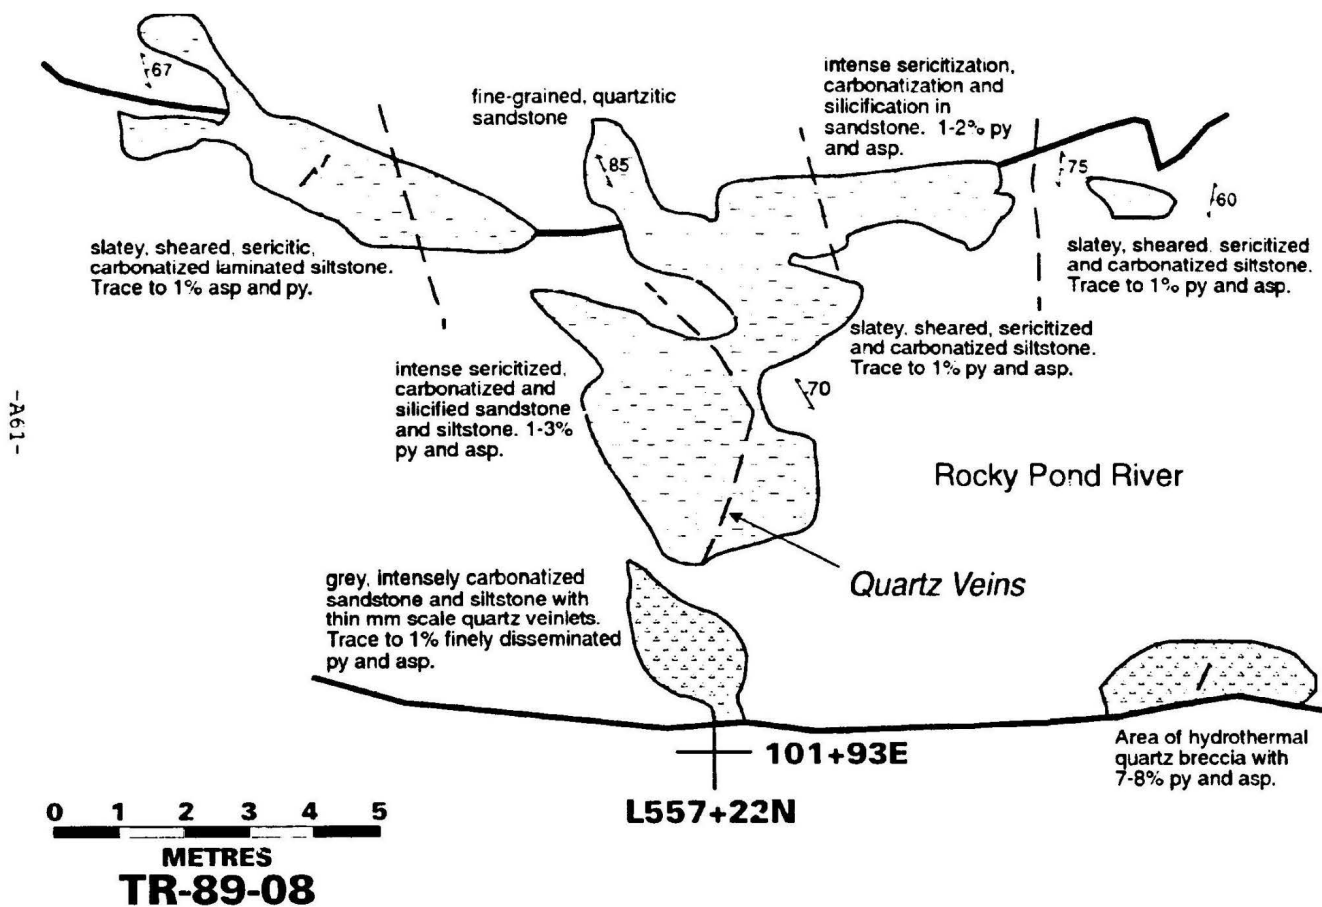 67
fine-grained, quartzitic
sandstone
85
intense sericitization,
carbonatization and
silicification in
sandstone. 1-2% py
and asp.
75
60
slatey, sheared, sericitic,
carbonatized laminated siltstone.
Trace to 1% asp and py.
slatey, sheared, sericitized
and carbonatized siltstone.
Trace to 1% py and asp.
slatey, sheared, sericitized
and carbonatized siltstone.
Trace to 1% py and asp.
intense sericitized,
carbonatized and
silicified sandstone
and siltstone. 1-3%
py and asp.
70
-A61-
Rocky Pond River
Quartz Veins
grey, intensely carbonatized
sandstone and siltstone with
thin mm scale quartz veinlets.
Trace to 1% finely disseminated
py and asp.
101+93E
L557+22N
Area of hydrothermal
quartz breccia with
7-8% py and asp.
0 1 2 3 4 5
METRES
TR-89-08